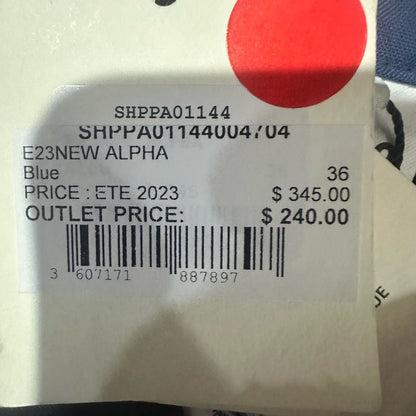 SHPPA01144
SHPPA01144004704
E23NEW ALPHA
Blue 36
PRICE : ETE 2023 $ 345.00
OUTLET PRICE: $ 240.00
3 607171 887897